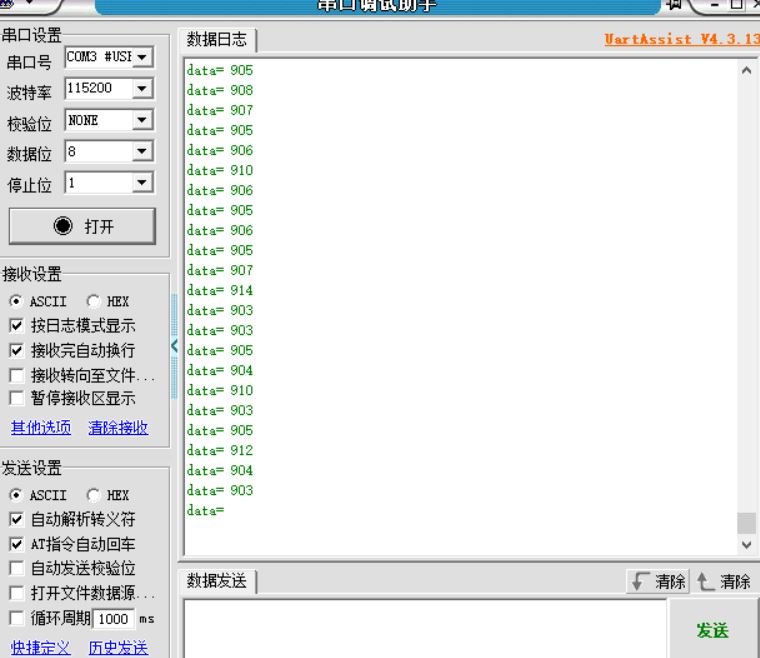 串口调试助手
串口设置
串口号 COM3 #USE
波特率 115200
校验位 NONE
数据位 8
停止位 1
打开
接收设置
ASCII HEX
按日志模式显示
接收完自动换行
接收转向至文件...
暂停接收区显示
其他选项 清除接收
发送设置
ASCII HEX
自动解析转义符
AT指令自动回车
自动发送校验位
打开文件数据源...
循环周期 1000 ms
快捷定义 历史发送
数据日志 UartAssist V4.3.13
data= 905
data= 908
data= 907
data= 905
data= 906
data= 910
data= 906
data= 905
data= 906
data= 905
data= 907
data= 914
data= 903
data= 903
data= 905
data= 904
data= 910
data= 903
data= 905
data= 912
data= 904
data= 903
data=
数据发送 清除 清除
发送